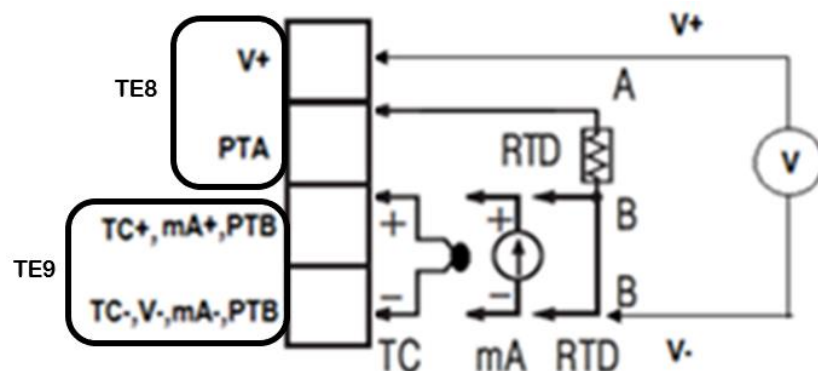 V+
V+
TE8
A
PTA
RTD
V
TC+, mA+, PTB
+
+
B
TE9
TC-, V-, mA-, PTB
-
-
B
TC
mA
RTD
V-